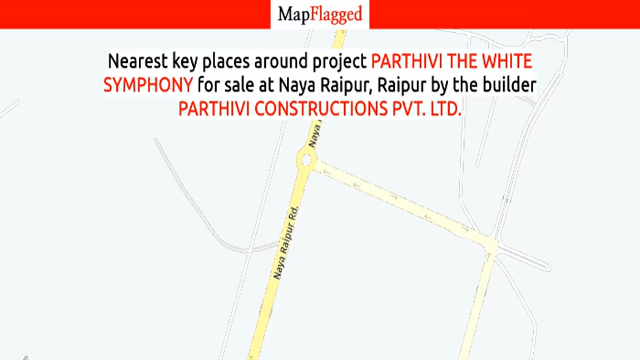 MapFlagged
Nearest key places around project PARTHIVI THE WHITE
SYMPHONY for sale at Naya Raipur, Raipur by the builder
PARTHIVI CONSTRUCTIONS PVT. LTD.
Naya
Naya Raipur Rd.